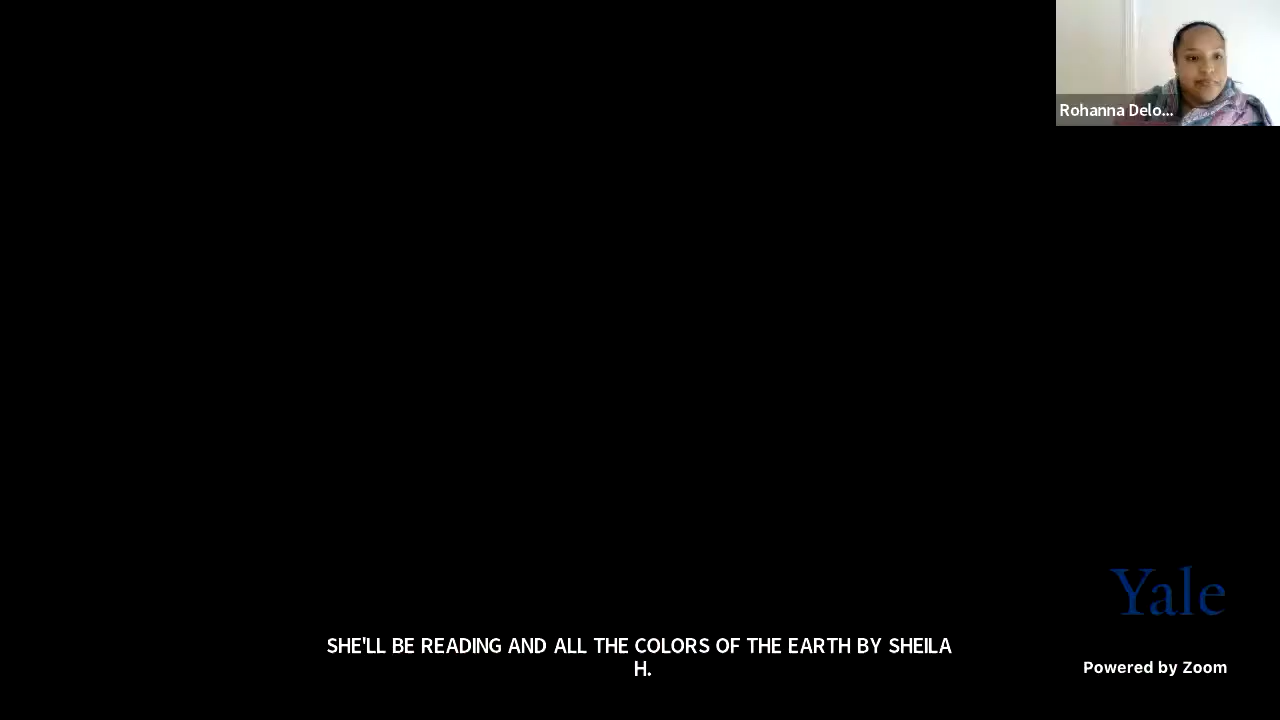 Rohanna Delo...
Yale
SHE'LL BE READING AND ALL THE COLORS OF THE EARTH BY SHEILA
H.
Powered by Zoom